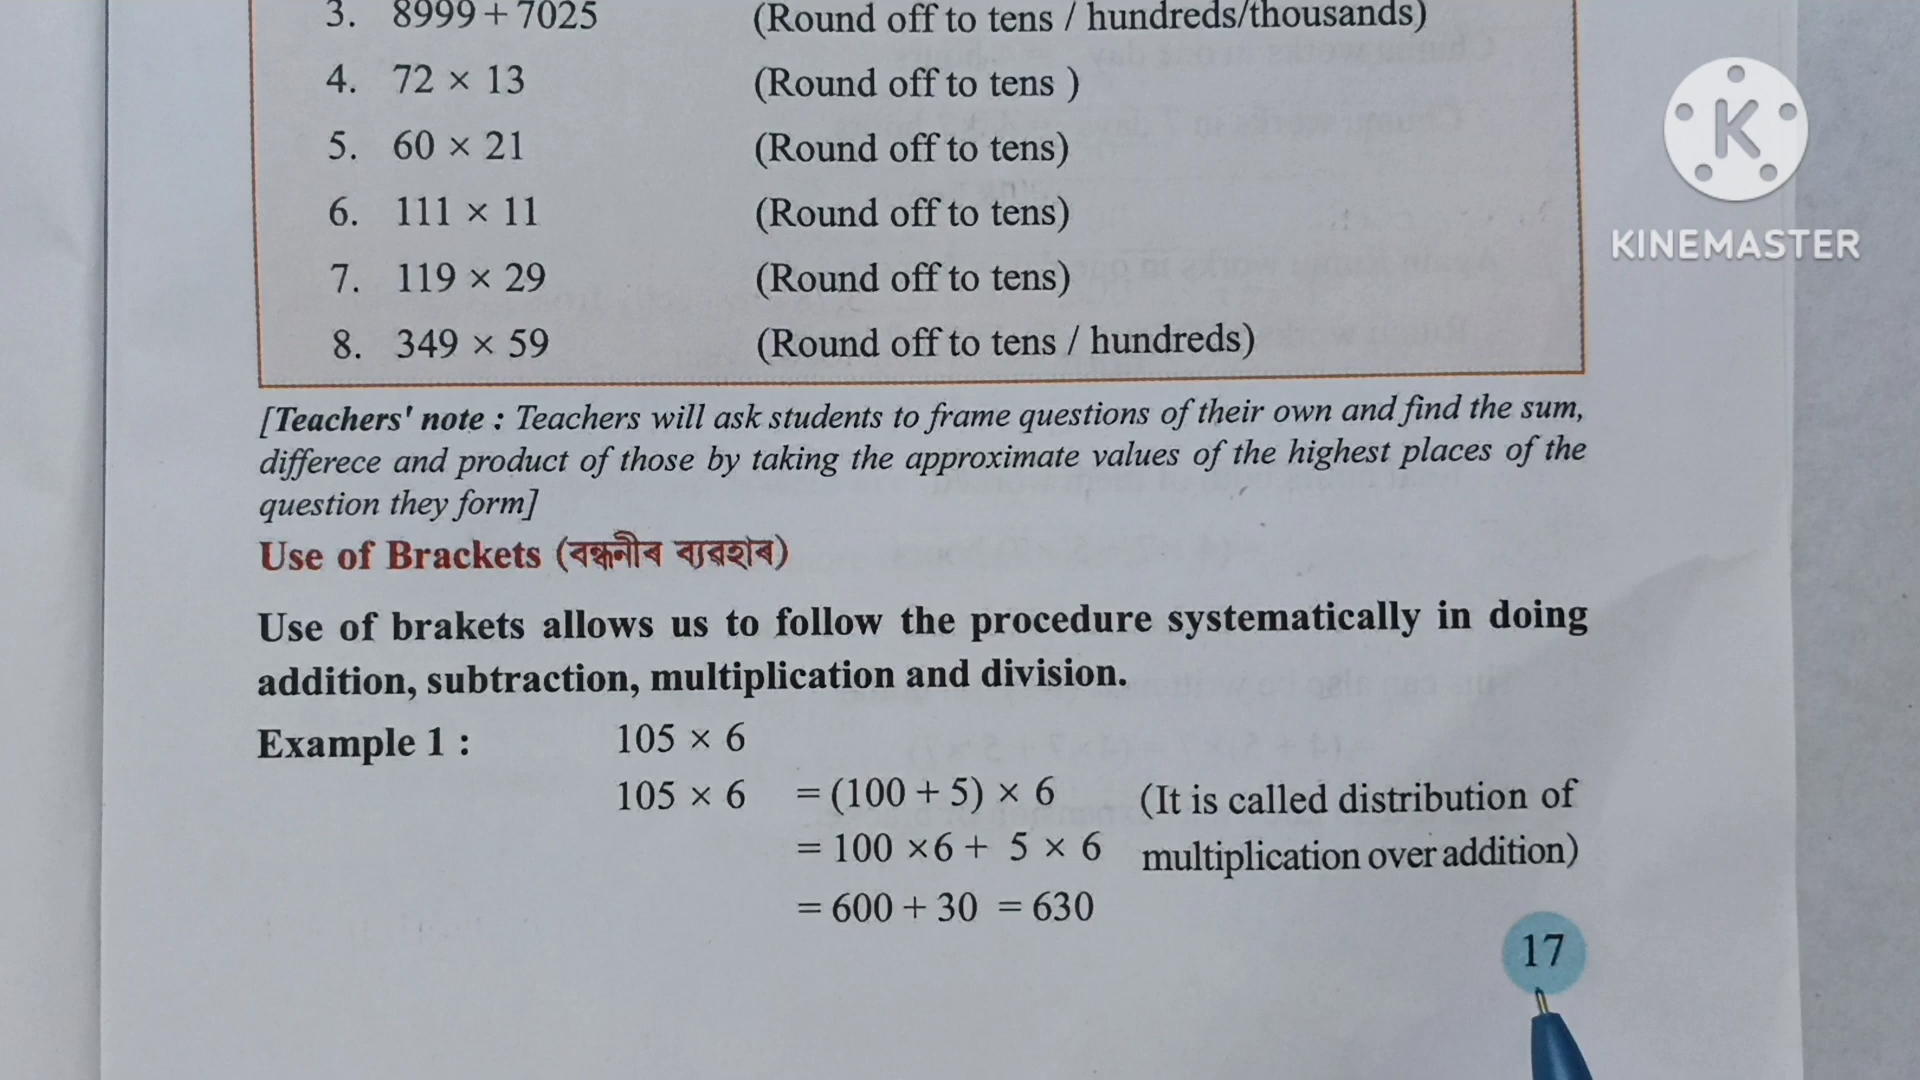 3. 8999 + 7025 (Round off to tens / hundreds/thousands)
4. 72 × 13 (Round off to tens )
5. 60 × 21 (Round off to tens)
6. 111 × 11 (Round off to tens)
7. 119 × 29 (Round off to tens)
8. 349 × 59 (Round off to tens / hundreds)
[Teachers' note : Teachers will ask students to frame questions of their own and find the sum,
differece and product of those by taking the approximate values of the highest places of the
question they form]
Use of Brackets (বন্ধনীৰ ব্যৱহাৰ)
Use of brakets allows us to follow the procedure systematically in doing
addition, subtraction, multiplication and division.
Example 1 : 105 × 6
105 × 6 = (100 + 5) × 6 (It is called distribution of
= 100 ×6 + 5 × 6 multiplication over addition)
= 600 + 30 = 630
17
K
KINEMASTER